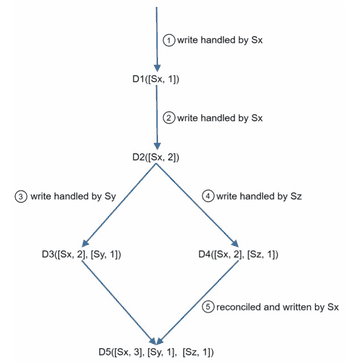 ① write handled by Sx
D1([Sx, 1])
② write handled by Sx
D2([Sx, 2])
③ write handled by Sy
④ write handled by Sz
D3([Sx, 2], [Sy, 1])
D4([Sx, 2], [Sz, 1])
⑤ reconciled and written by Sx
D5([Sx, 3], [Sy, 1], [Sz, 1])